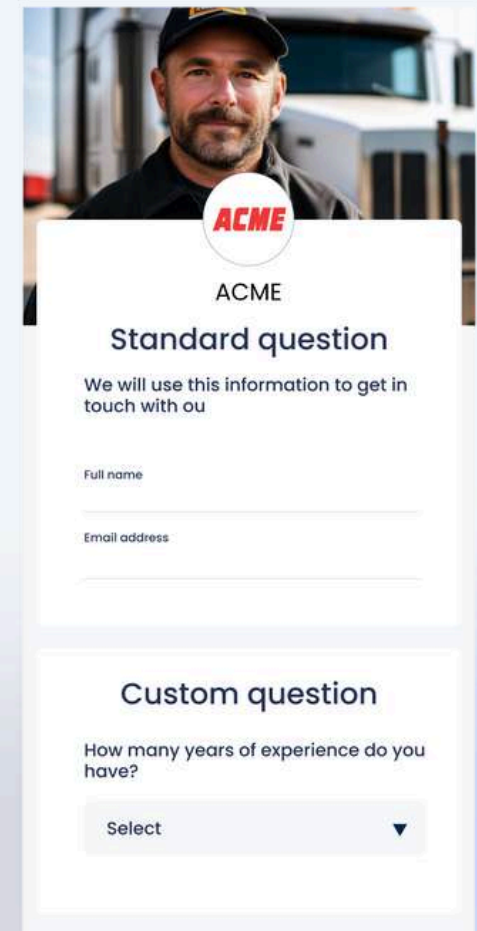 ACME
ACME
Standard question
We will use this information to get in
touch with ou
Full name
Email address
Custom question
How many years of experience do you
have?
Select